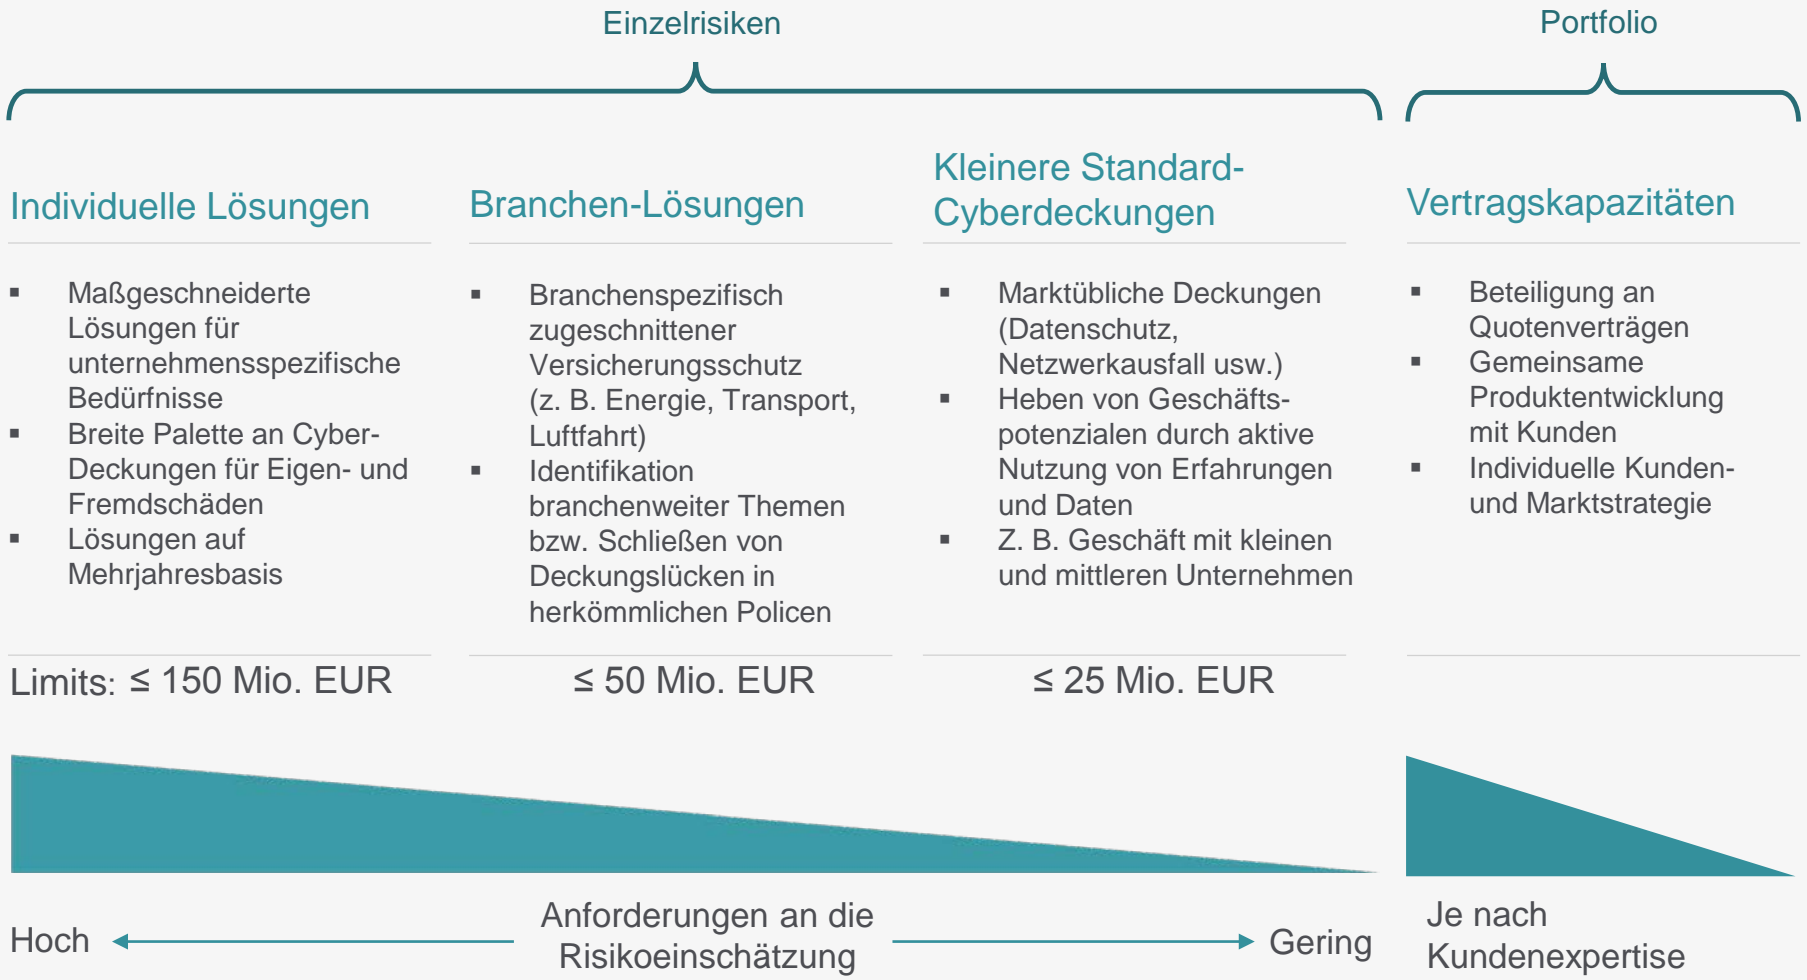 Einzelrisiken
Portfolio
Individuelle Lösungen
▪ Maßgeschneiderte
Lösungen für
unternehmensspezifische
Bedürfnisse
▪ Breite Palette an Cyber-
Deckungen für Eigen- und
Fremdschäden
▪ Lösungen auf
Mehrjahresbasis
Limits: ≤ 150 Mio. EUR
Branchen-Lösungen
▪ Branchenspezifisch
zugeschnittener
Versicherungsschutz
(z. B. Energie, Transport,
Luftfahrt)
▪ Identifikation
branchenweiter Themen
bzw. Schließen von
Deckungslücken in
herkömmlichen Policen
≤ 50 Mio. EUR
Kleinere Standard-
Cyberdeckungen
▪ Marktübliche Deckungen
(Datenschutz,
Netzwerkausfall usw.)
▪ Heben von Geschäfts-
potenzialen durch aktive
Nutzung von Erfahrungen
und Daten
▪ Z. B. Geschäft mit kleinen
und mittleren Unternehmen
≤ 25 Mio. EUR
Vertragskapazitäten
▪ Beteiligung an
Quotenverträgen
▪ Gemeinsame
Produktentwicklung
mit Kunden
▪ Individuelle Kunden-
und Marktstrategie
Hoch
Anforderungen an die
Risikoeinschätzung
Gering
Je nach
Kundenexpertise